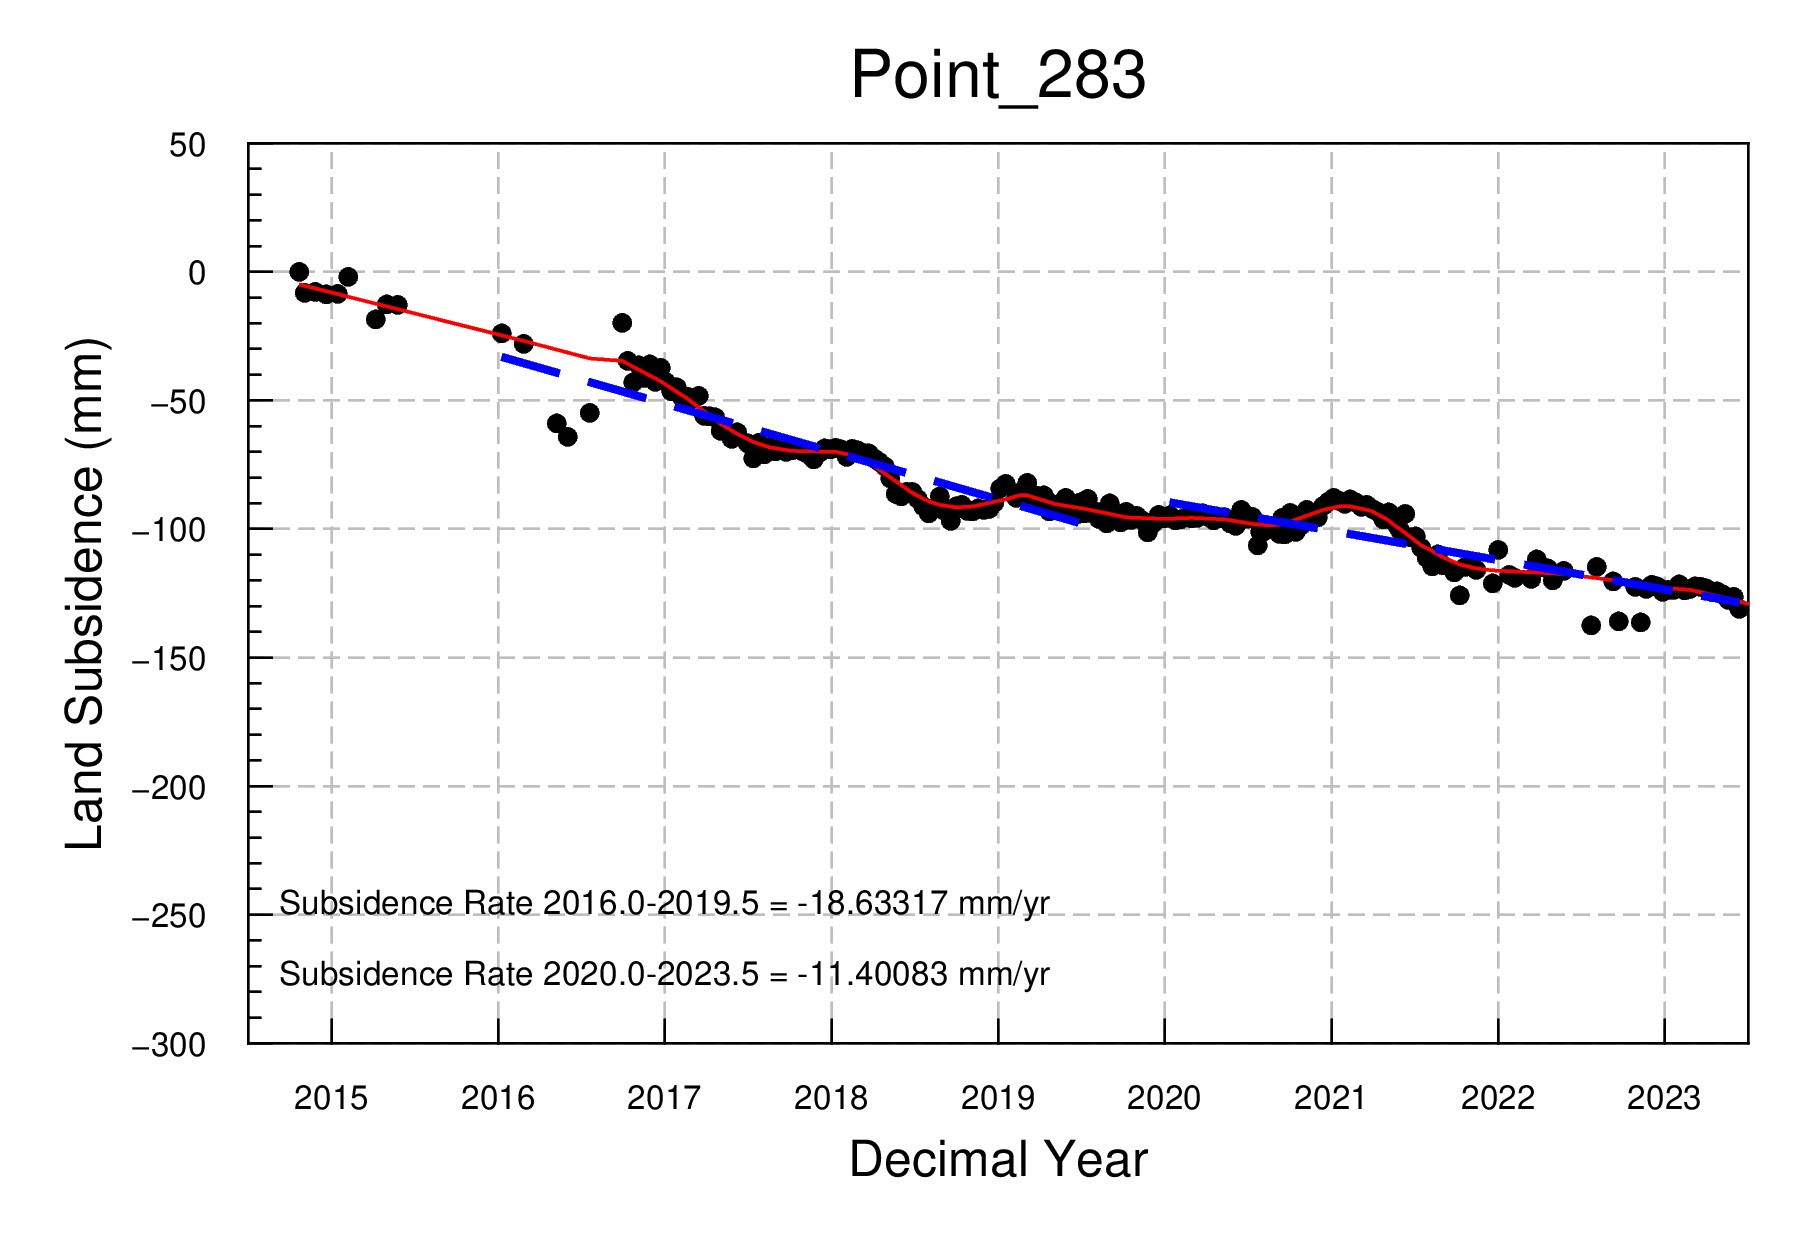 Point_283
50
0
−50
−100
−150
−200
−250
−300
Land Subsidence (mm)
Subsidence Rate 2016.0-2019.5 = -18.63317 mm/yr
Subsidence Rate 2020.0-2023.5 = -11.40083 mm/yr
2015 2016 2017 2018 2019 2020 2021 2022 2023
Decimal Year